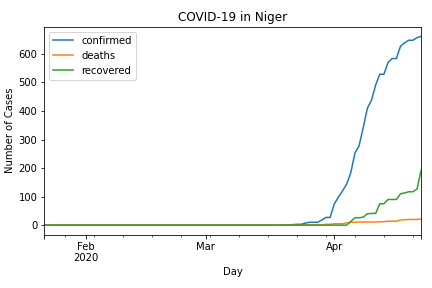 COVID-19 in Niger
confirmed
deaths
recovered
Number of Cases
600
500
400
300
200
100
0
Feb
2020
Mar
Apr
Day